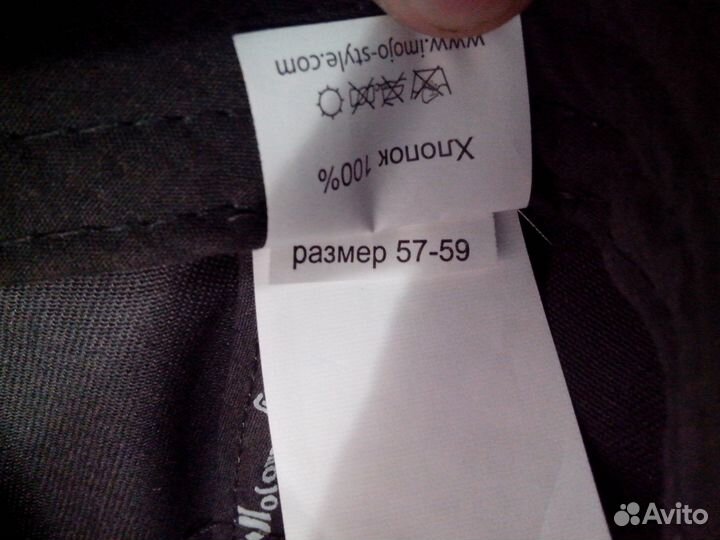 www.imojo-style.com
Хлопок 100%
размер 57-59
Avito